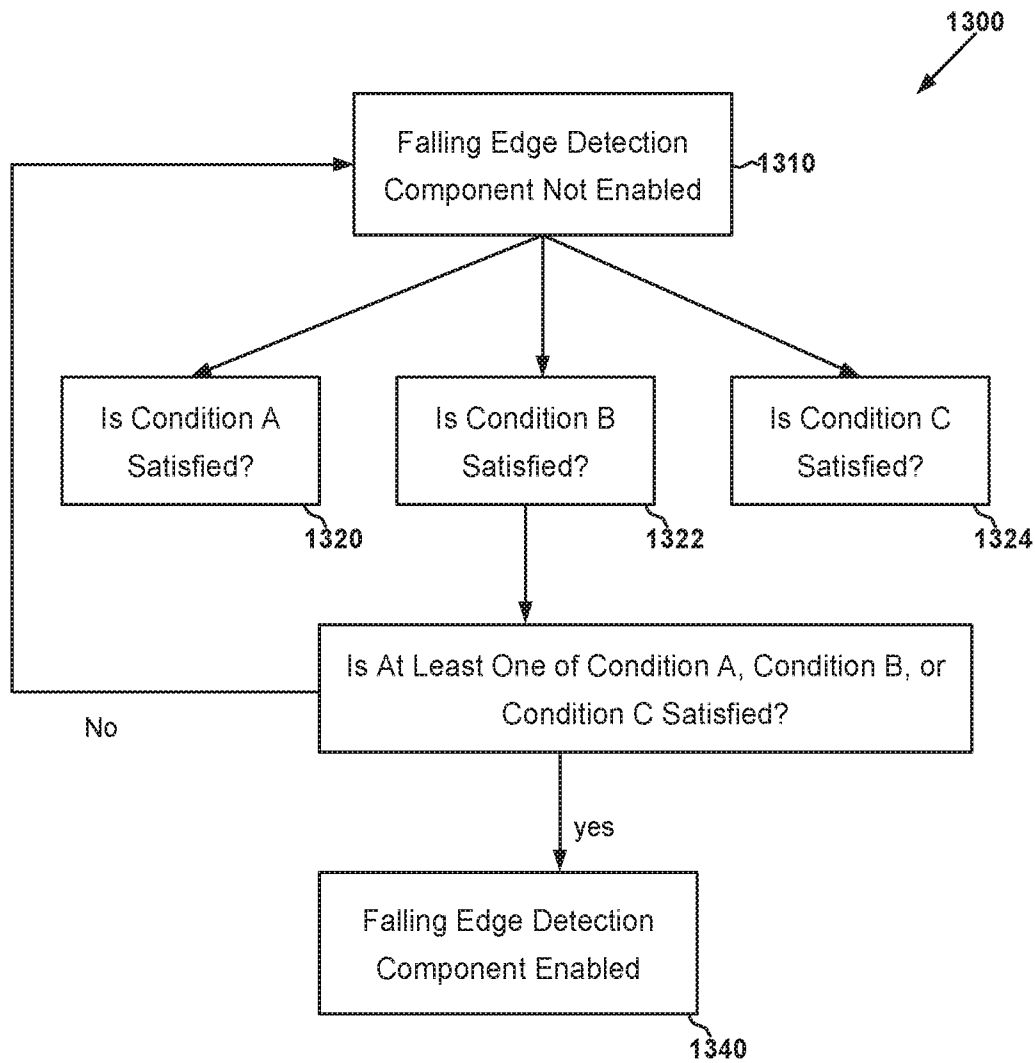 1300
Falling Edge Detection
Component Not Enabled
1310
Is Condition A
Satisfied?
1320
Is Condition B
Satisfied?
1322
Is Condition C
Satisfied?
1324
Is At Least One of Condition A, Condition B, or
Condition C Satisfied?
No
yes
Falling Edge Detection
Component Enabled
1340